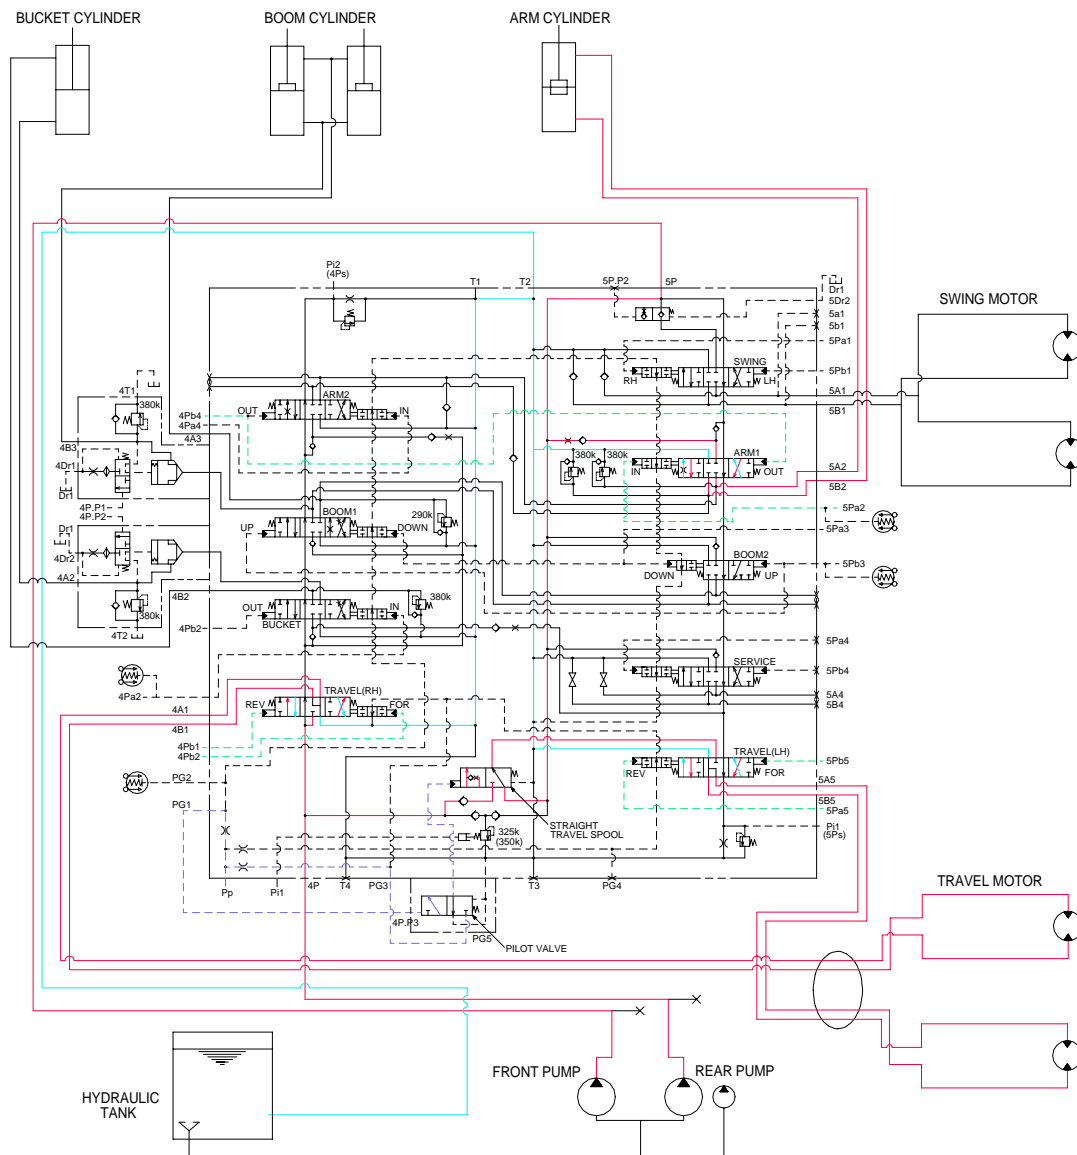 BUCKET CYLINDER
BOOM CYLINDER
ARM CYLINDER
Pi2
(4Ps)
T1
T2
5P.P2
5P
Dr1
5Dr2
5a1
5b1
5Pa1
SWING MOTOR
SWING
RH
LH
5Pb1
5A1
5B1
4T1
380k
4Pb4
4Pa4
4A3
OUT
ARM2
IN
4B3
4Dr1
Dr1
4P.P1
4P.P2
380k
380k
ARM1
IN
OUT
5A2
5B2
5Pa2
5Pa3
Dr1
4Dr2
4A2
UP
BOOM1
DOWN
290k
BOOM2
DOWN
UP
5Pb3
4B2
380k
4T2
4Pb2
OUT
BUCKET
IN
380k
5Pa4
SERVICE
5Pb4
5A4
5B4
4Pa2
4A1
4B1
4Pb1
4Pb2
REV
TRAVEL(RH)
FOR
TRAVEL(LH)
REV
FOR
5Pb5
5A5
5B5
5Pa5
PG2
PG1
STRAIGHT
TRAVEL SPOOL
325k
(350k)
Pi1
(5Ps)
Pp
Pi1
4P
T4
PG3
T3
PG4
4P.P3
PG5
PILOT VALVE
TRAVEL MOTOR
HYDRAULIC
TANK
FRONT PUMP
REAR PUMP